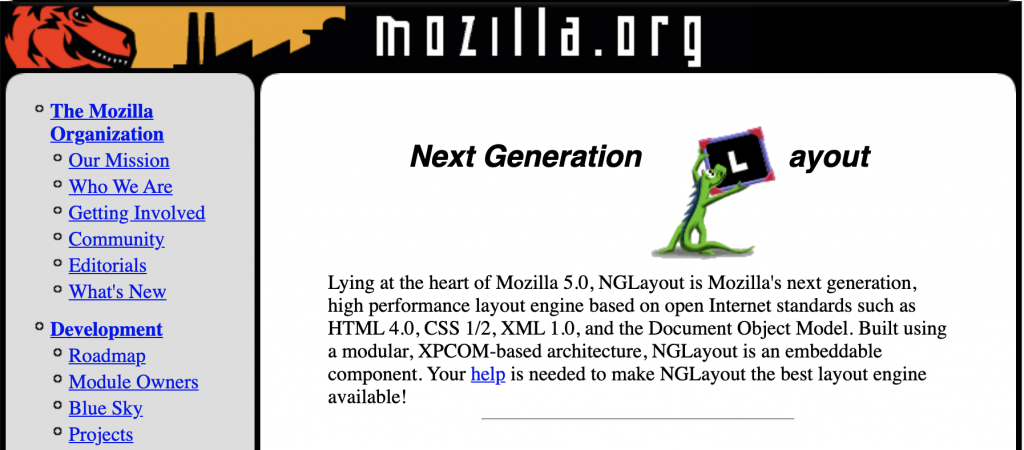 mozilla.org
The Mozilla
Organization
Our Mission
Who We Are
Getting Involved
Community
Editorials
What's New
Development
Roadmap
Module Owners
Blue Sky
Projects
Next Generation Layout
Lying at the heart of Mozilla 5.0, NGLayout is Mozilla's next generation,
high performance layout engine based on open Internet standards such as
HTML 4.0, CSS 1/2, XML 1.0, and the Document Object Model. Built using
a modular, XPCOM-based architecture, NGLayout is an embeddable
component. Your help is needed to make NGLayout the best layout engine
available!